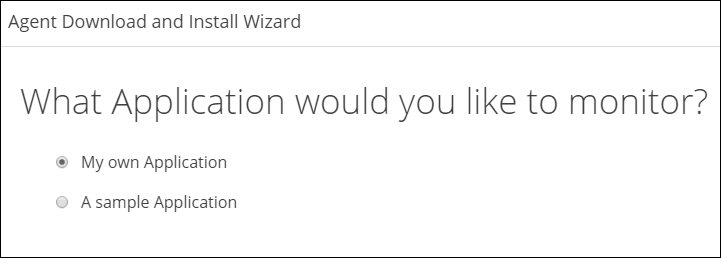 Agent Download and Install Wizard
What Application would you like to monitor?
My own Application
A sample Application